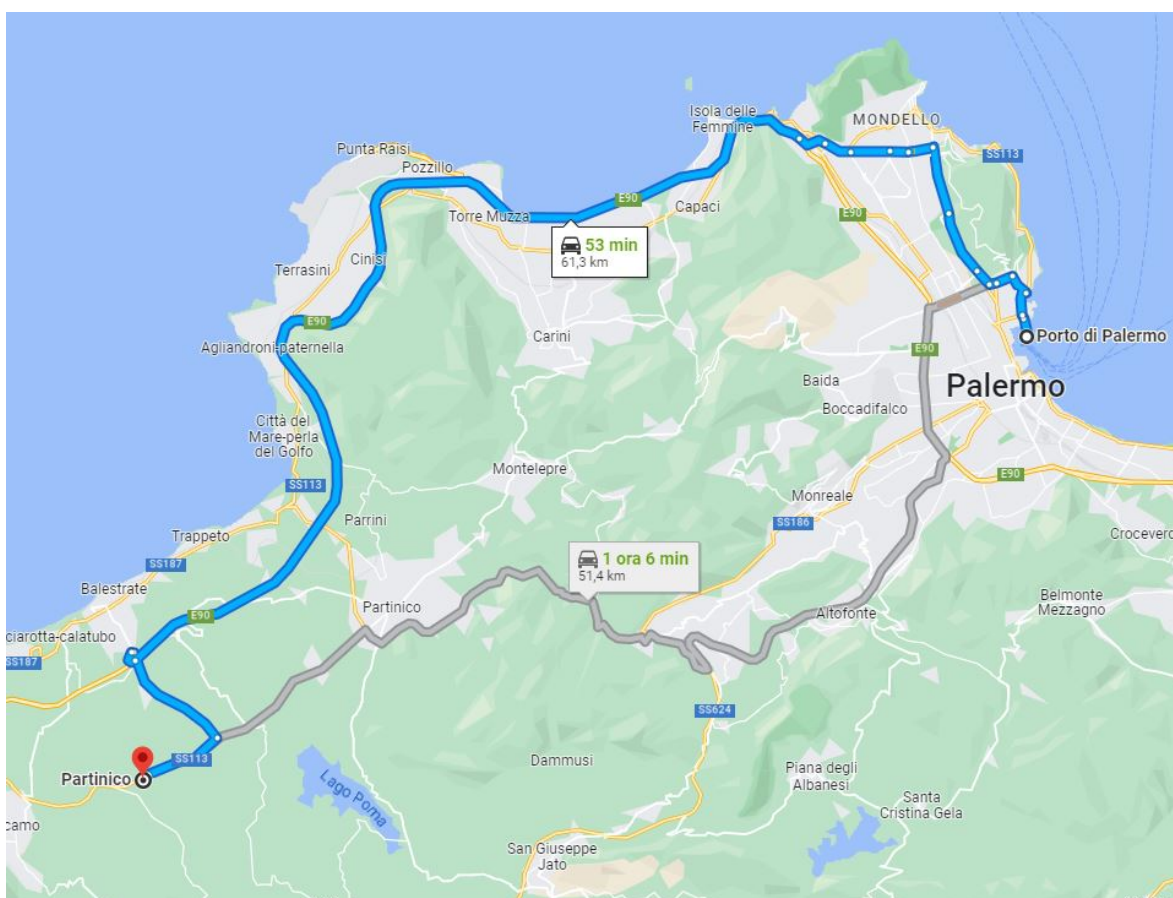 Isola delle
Femmine
MONDELLO
Punta Raisi
Pozzillo
SS113
E90
Capaci
Torre Muzza
E90
53 min
61,3 km
Cinisi
Terrasini
E90
Carini
Porto di Palermo
Agliandroni-paternella
E90
Baida
Palermo
Boccadifalco
Città del
Mare-perla
del Golfo
Montelepre
SS113
Monreale
E90
Parrini
SS186
Trappeto
Croceverd
SS187
1 ora 6 min
51,4 km
Balestrate
Partinico
Altofonte
Belmonte
Mezzagno
E90
ciarotta-calatubo
SS187
SS624
SS113
Dammusi
Partinico
Lago Poma
Piana degli
Albanesi
Santa
Cristina Gela
camo
San Giuseppe
Jato